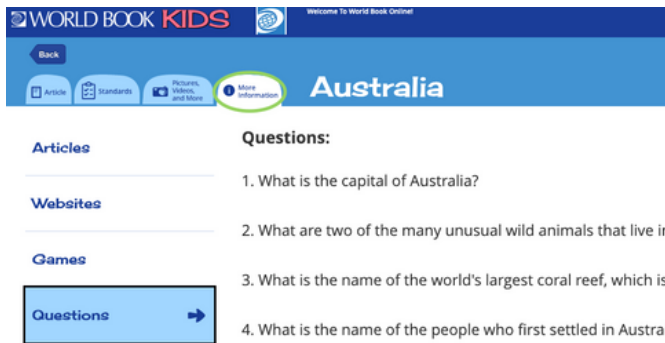 WORLD BOOK KIDS
Welcome To World Book Online!
Back
Article
Standards
Pictures,
Videos,
and More
More
Information
Australia
Articles
Websites
Games
Questions
Questions:
1. What is the capital of Australia?
2. What are two of the many unusual wild animals that live
3. What is the name of the world's largest coral reef, which is
4. What is the name of the people who first settled in Austra